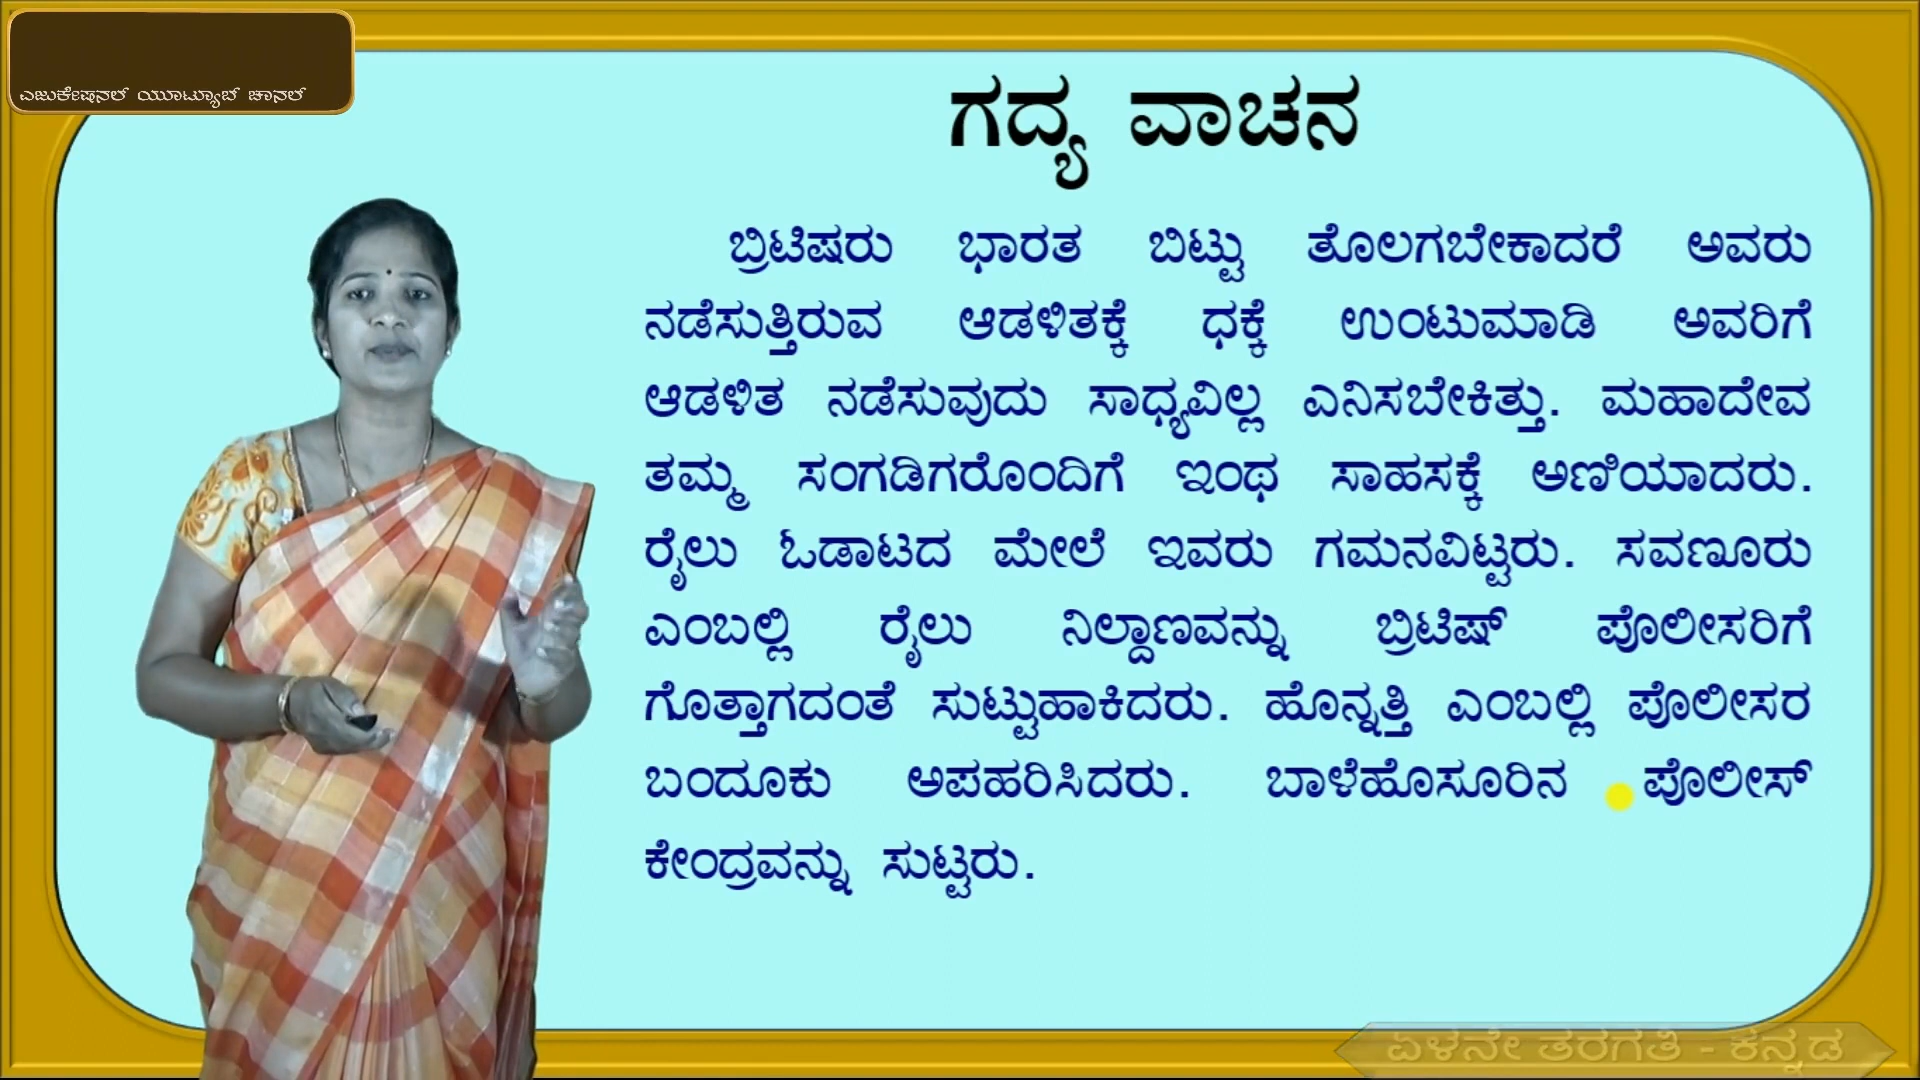 ಎಜುಕೇಷನಲ್ ಯೂಟ್ಯೂಬ್ ಚಾನಲ್
ಗದ್ಯ ವಾಚನ
ಬ್ರಿಟಿಷರು ಭಾರತ ಬಿಟ್ಟು ತೊಲಗಬೇಕಾದರೆ ಅವರು
ನಡೆಸುತ್ತಿರುವ ಆಡಳಿತಕ್ಕೆ ಧಕ್ಕೆ ಉಂಟುಮಾಡಿ ಅವರಿಗೆ
ಆಡಳಿತ ನಡೆಸುವುದು ಸಾಧ್ಯವಿಲ್ಲ ಎನಿಸಬೇಕಿತ್ತು. ಮಹಾದೇವ
ತಮ್ಮ ಸಂಗಡಿಗರೊಂದಿಗೆ ಇಂಥ ಸಾಹಸಕ್ಕೆ ಅಣಿಯಾದರು.
ರೈಲು ಓಡಾಟದ ಮೇಲೆ ಇವರು ಗಮನವಿಟ್ಟರು. ಸವಣೂರು
ಎಂಬಲ್ಲಿ ರೈಲು ನಿಲ್ದಾಣವನ್ನು ಬ್ರಿಟಿಷ್ ಪೊಲೀಸರಿಗೆ
ಗೊತ್ತಾಗದಂತೆ ಸುಟ್ಟುಹಾಕಿದರು. ಹೊನ್ನತ್ತಿ ಎಂಬಲ್ಲಿ ಪೊಲೀಸರ
ಬಂದೂಕು ಅಪಹರಿಸಿದರು. ಬಾಳೆಹೊಸೂರಿನ ಪೊಲೀಸ್
ಕೇಂದ್ರವನ್ನು ಸುಟ್ಟರು.
ಏಳನೇ ತರಗತಿ - ಕನ್ನಡ